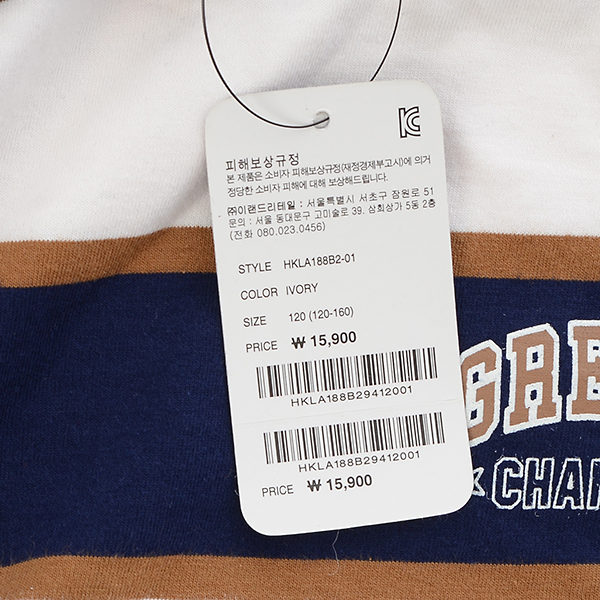 피해보상규정
본 제품은 소비자 피해보상규정(재정경제부고시)에 의거
정당한 소비자 피해에 대해 보상해드립니다.
㈜이랜드리테일 : 서울특별시 서초구 잠원로 51
문의 : 서울 동대문구 고미술로 39. 삼희상가 5동 2층
(전화 080.023.0456)
STYLE HKLA188B2-01
COLOR IVORY
SIZE 120 (120-160)
PRICE ₩ 15,900
HKLA188B29412001
HKLA188B29412001
PRICE ₩ 15,900
GRE
CHAM